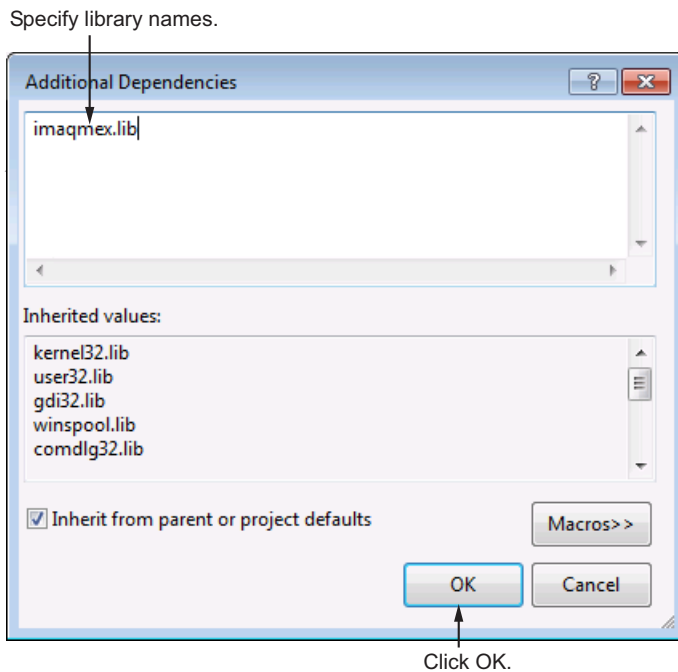 Specify library names.
Additional Dependencies
imaqmex.lib
Inherited values:
kernel32.lib
user32.lib
gdi32.lib
winspool.lib
comdlg32.lib
Inherit from parent or project defaults
Macros>>
OK
Cancel
Click OK.